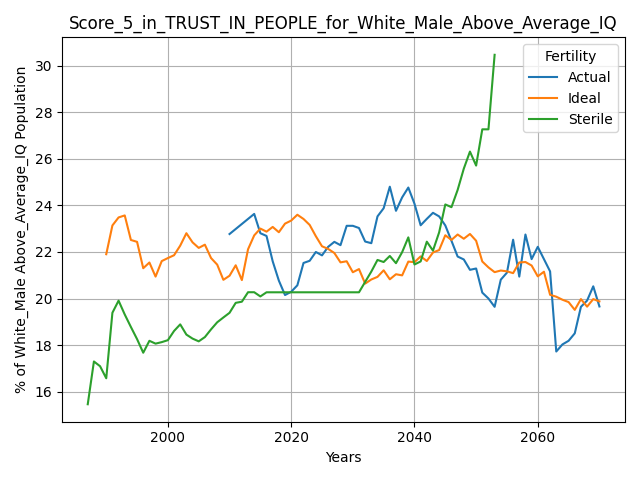 Score_5_in_TRUST_IN_PEOPLE_for_White_Male_Above_Average_IQ
% of White_Male Above_Average_IQ Population
30
28
26
24
22
20
18
16
Fertility
Actual
Ideal
Sterile
2000
2020
2040
2060
Years